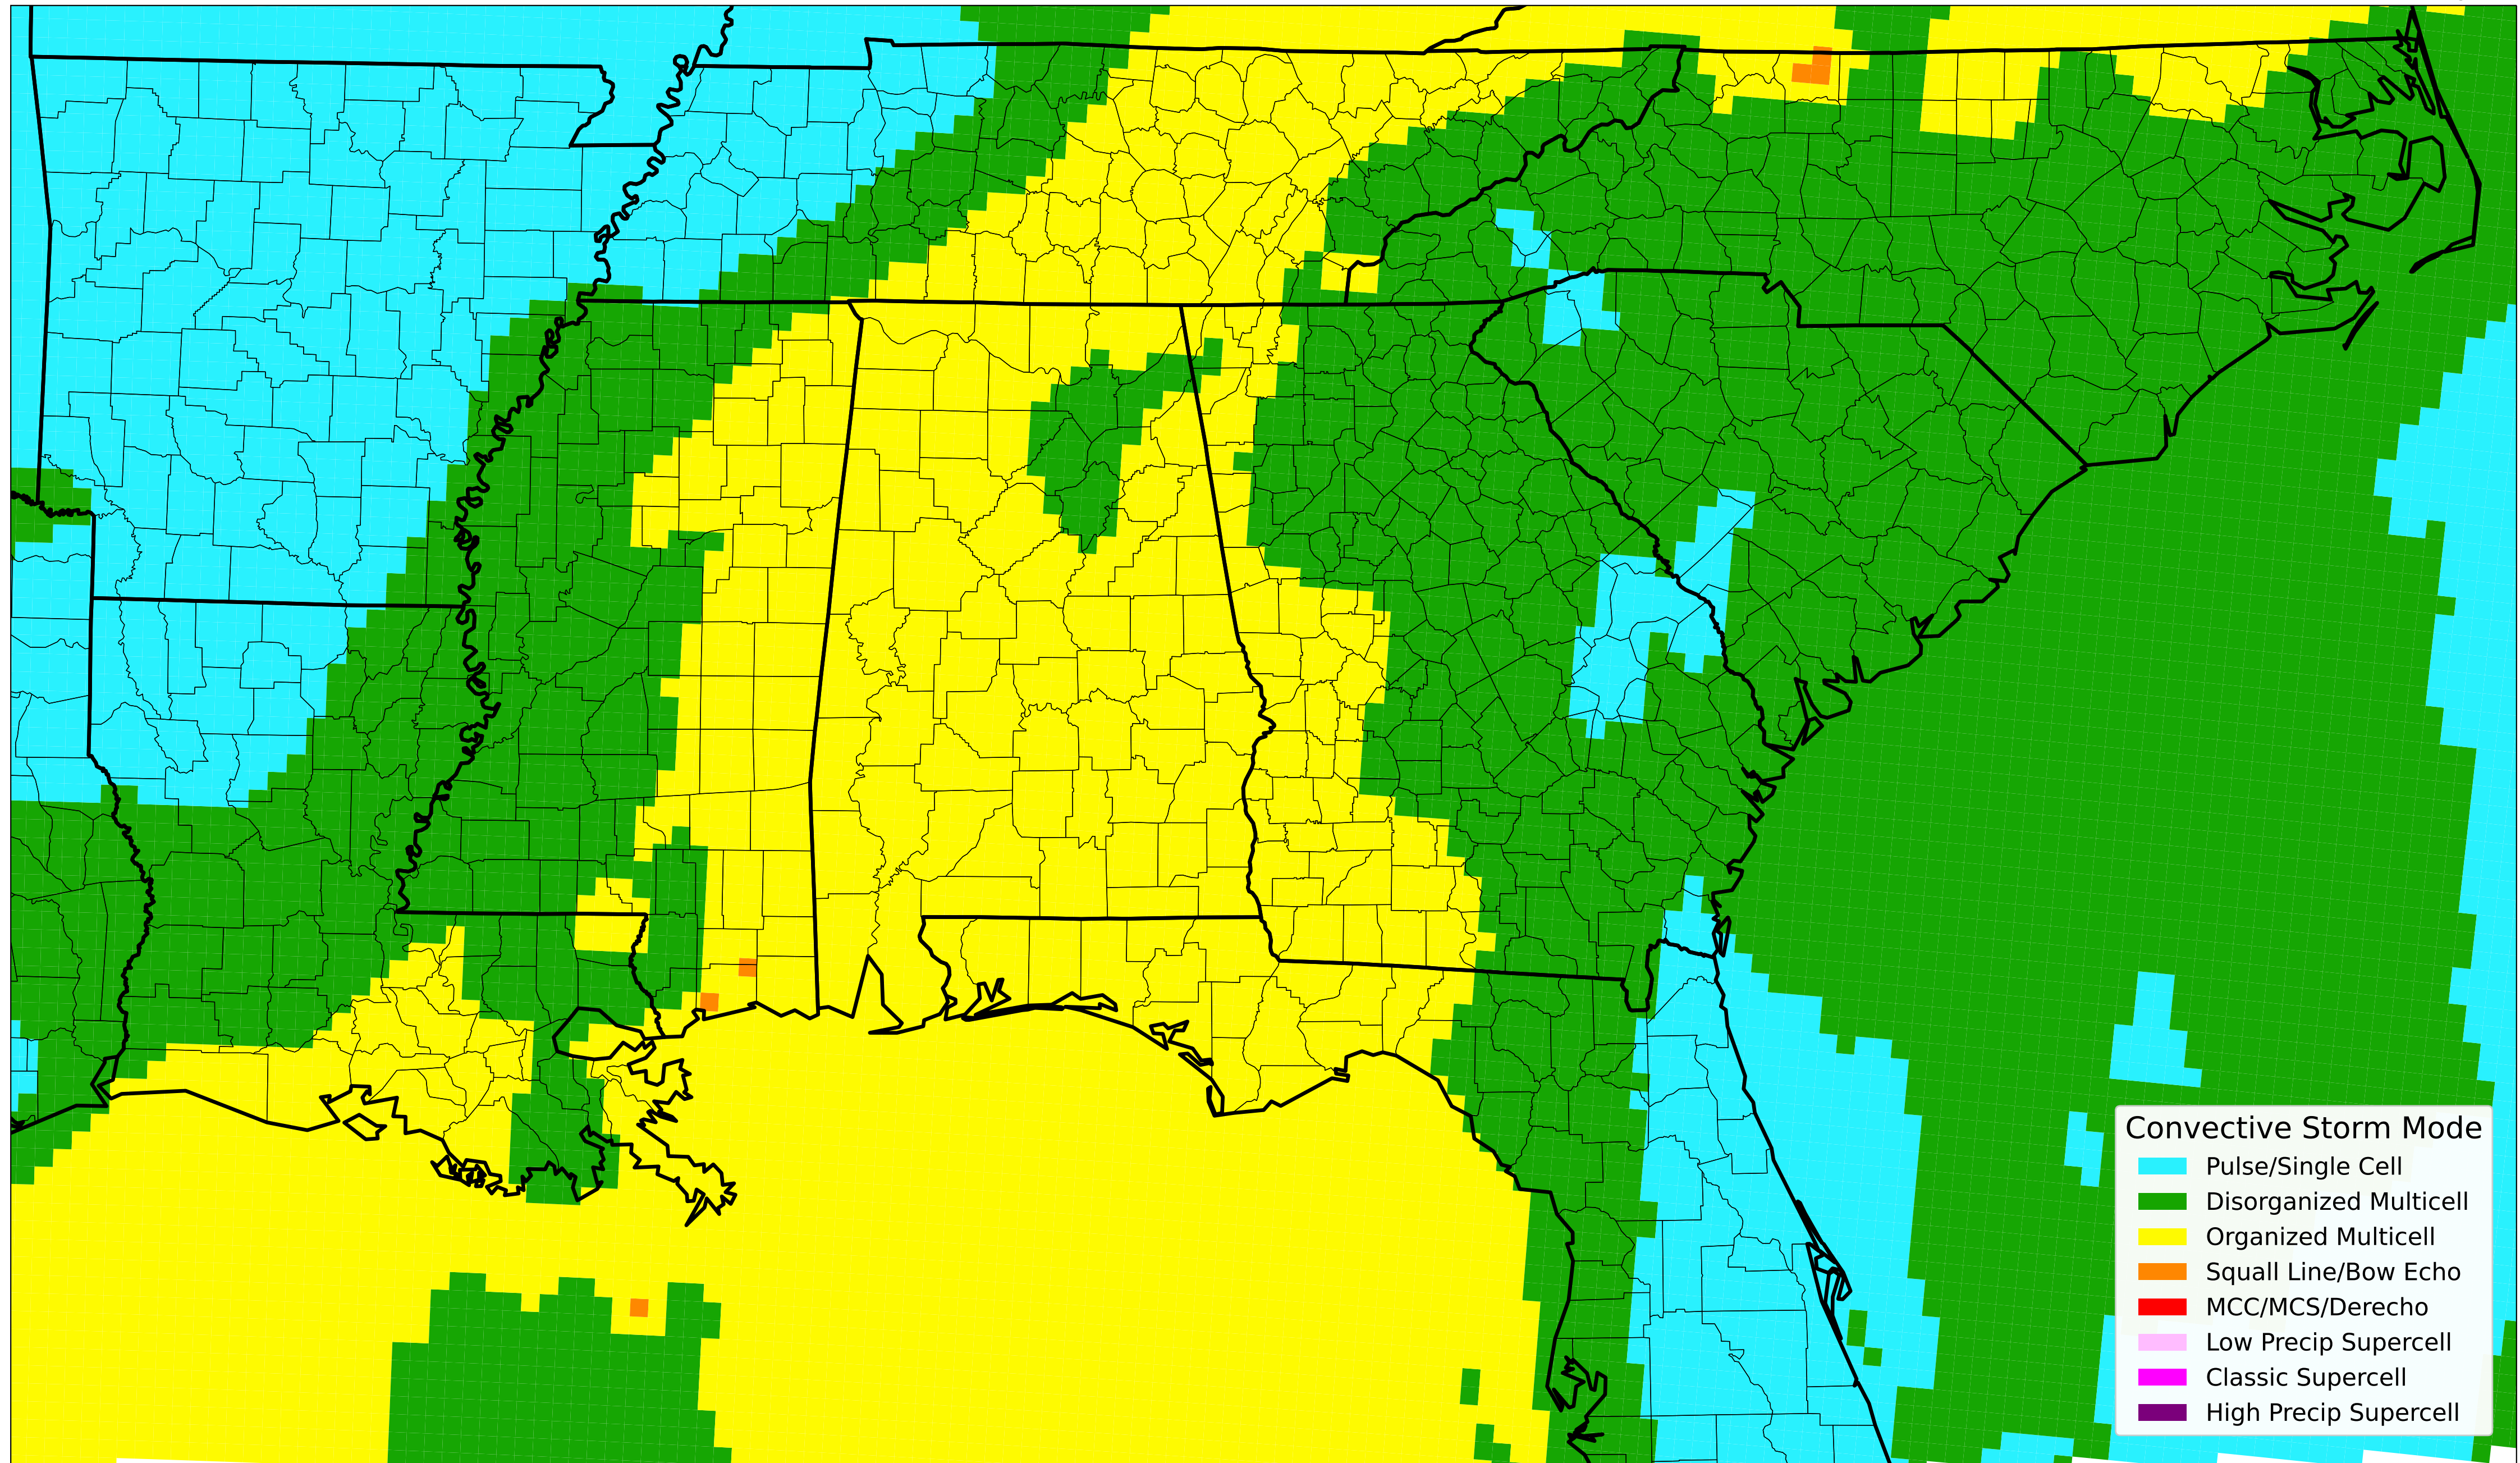 Convective Storm Mode
Pulse/Single Cell
Disorganized Multicell
Organized Multicell
Squall Line/Bow Echo
MCC/MCS/Derecho
Low Precip Supercell
Classic Supercell
High Precip Supercell